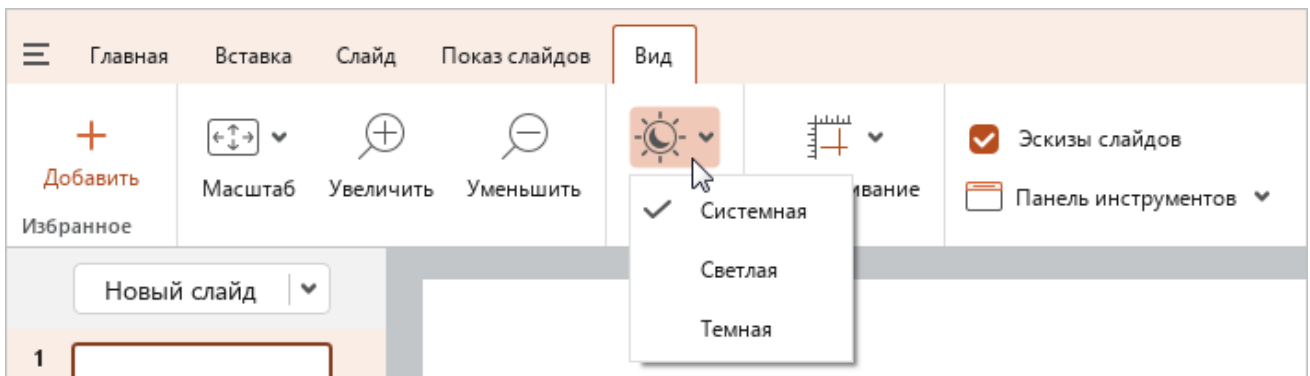 Главная Вставка Слайд Показ слайдов Вид
Добавить
Масштаб Увеличить Уменьшить
Избранное
Эскизы слайдов
Панель инструментов
Системная
Светлая
Темная
Новый слайд
1